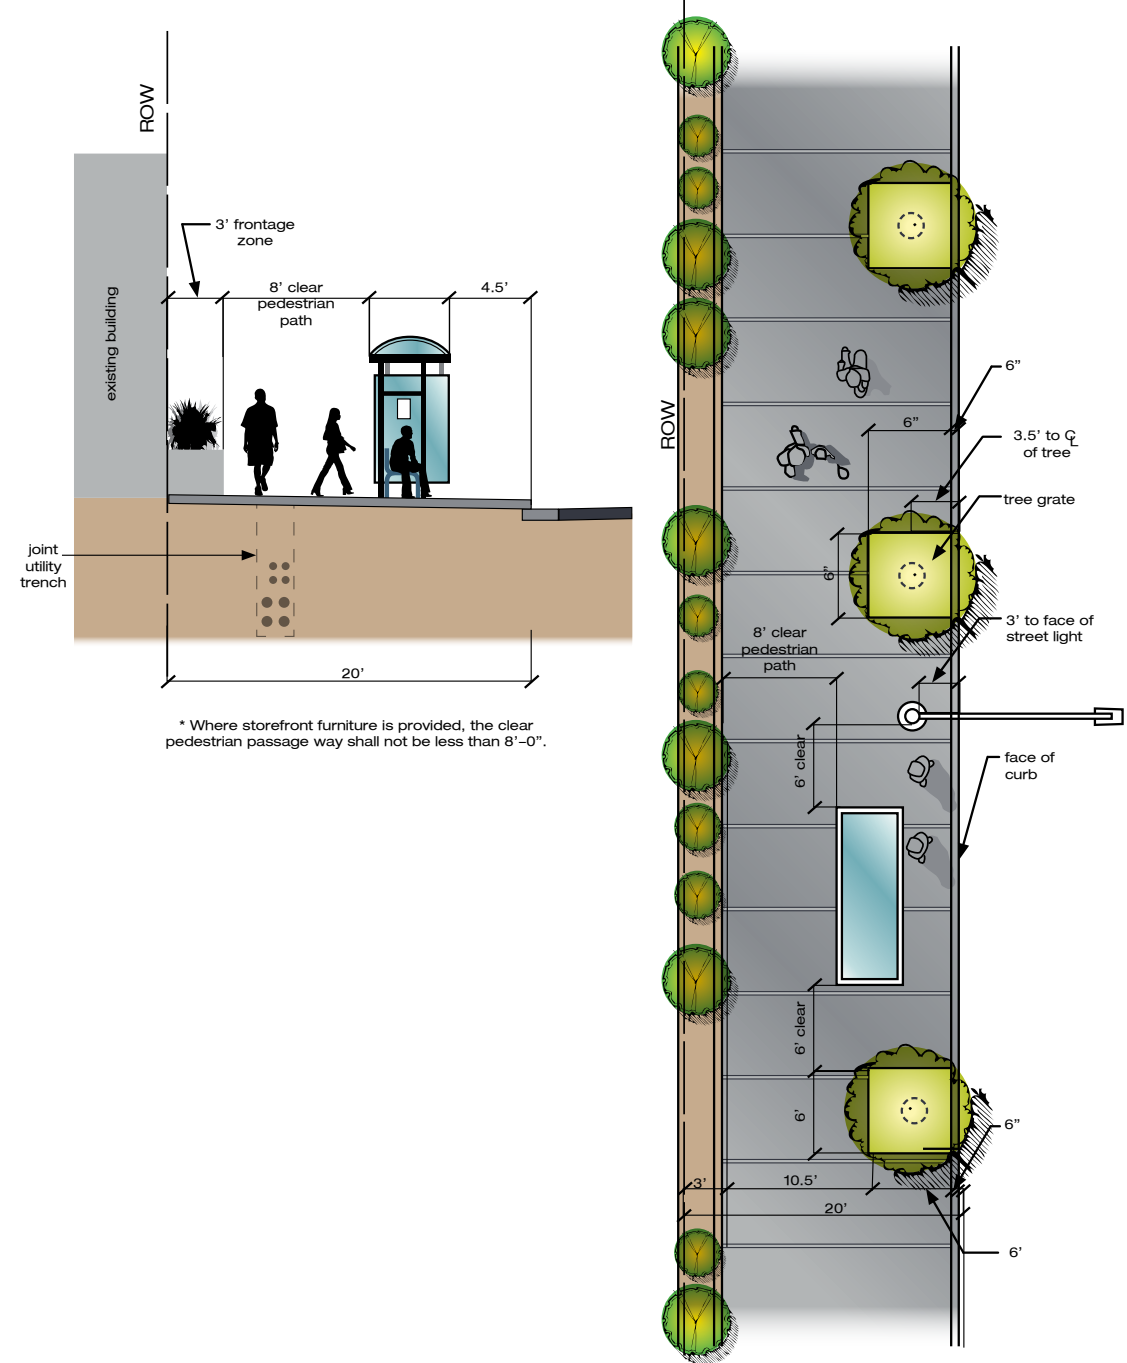 ROW
3’ frontage
zone
8’ clear
pedestrian
path
4.5’
existing building
joint
utility
trench
20’
* Where storefront furniture is provided, the clear
pedestrian passage way shall not be less than 8’–0”.
ROW
6”
6”
3.5’ to CL
of tree
tree grate
6”
3’ to face of
street light
8’ clear
pedestrian
path
6’ clear
face of
curb
6’ clear
6’
6”
3’
10.5’
20’
6’